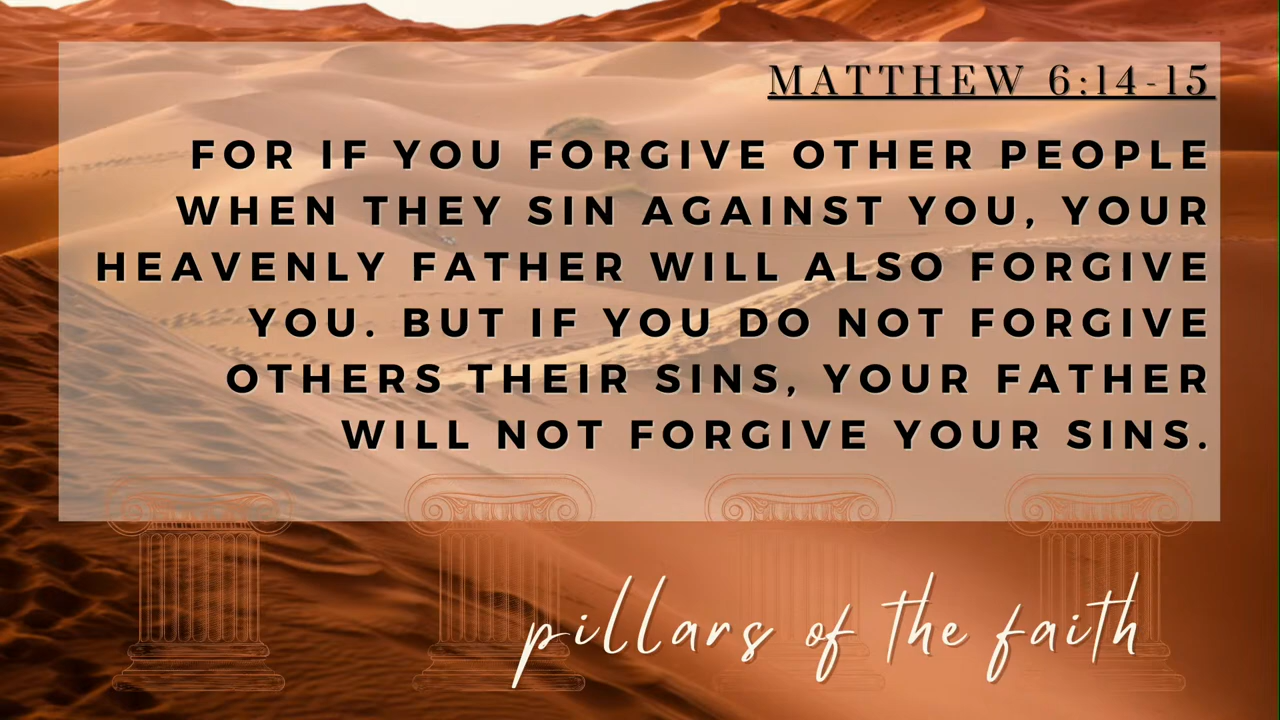 MATTHEW 6:14-15
FOR IF YOU FORGIVE OTHER PEOPLE
WHEN THEY SIN AGAINST YOU, YOUR
HEAVENLY FATHER WILL ALSO FORGIVE
YOU. BUT IF YOU DO NOT FORGIVE
OTHERS THEIR SINS, YOUR FATHER
WILL NOT FORGIVE YOUR SINS.
pillars of the faith